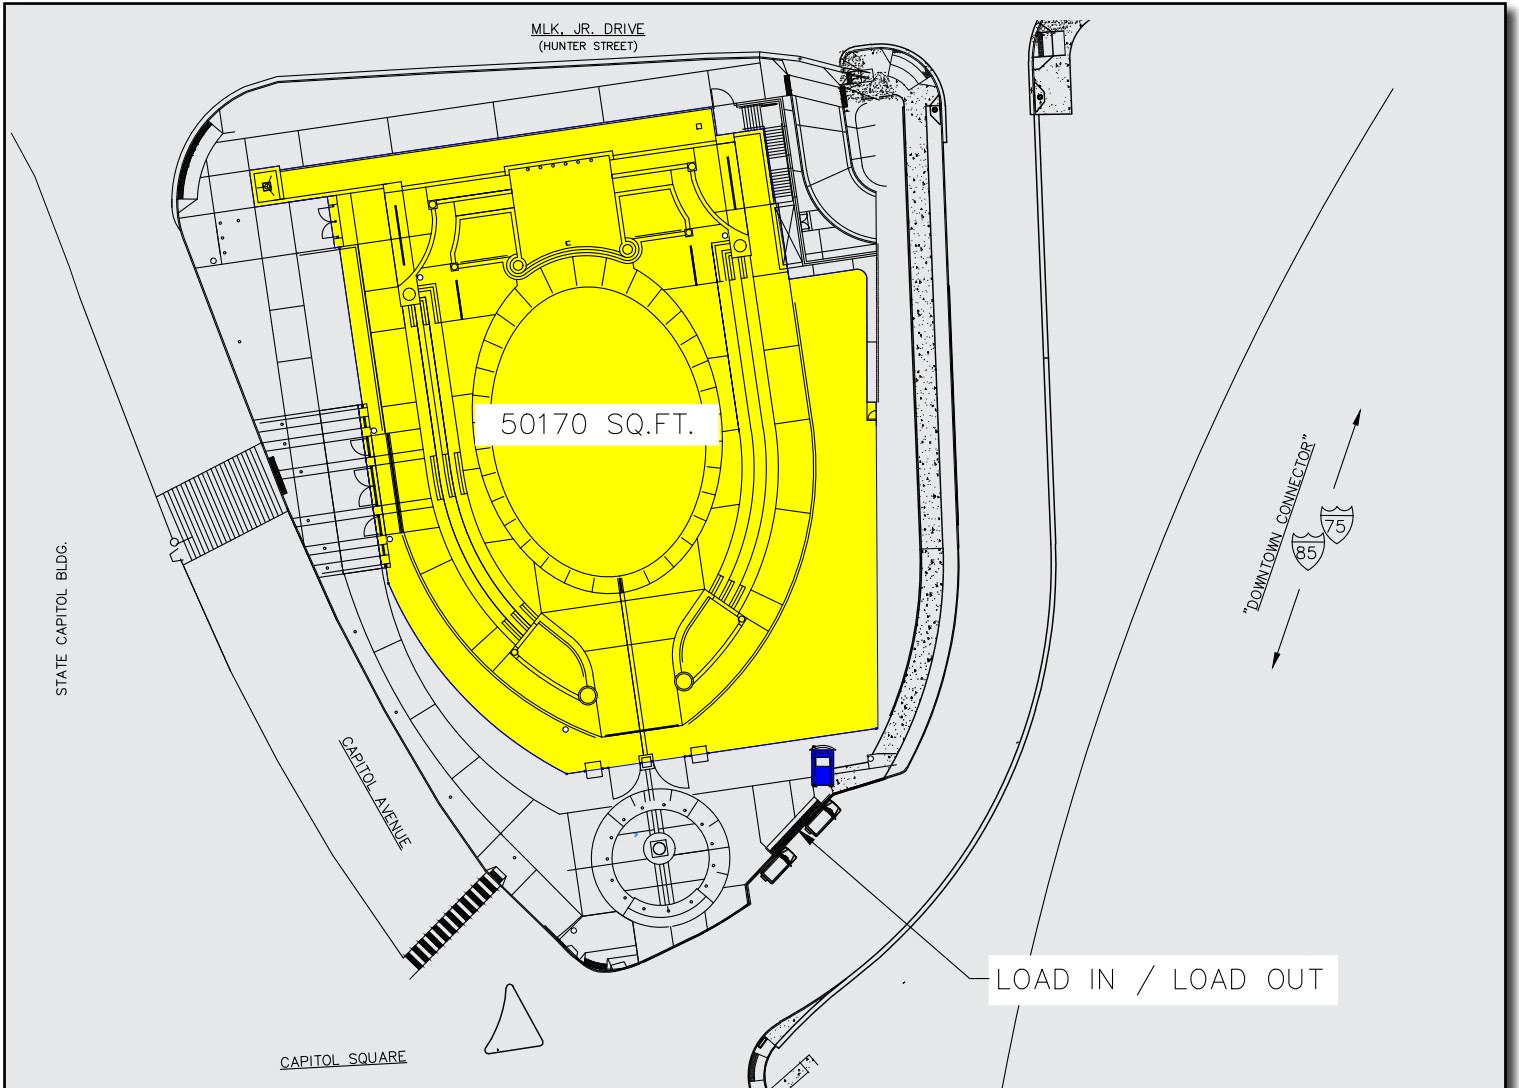 MLK, JR. DRIVE
(HUNTER STREET)
50170 SQ.FT.
"DOWNTOWN CONNECTOR"
75
85
STATE CAPITOL BLDG.
CAPITOL AVENUE
LOAD IN / LOAD OUT
CAPITOL SQUARE